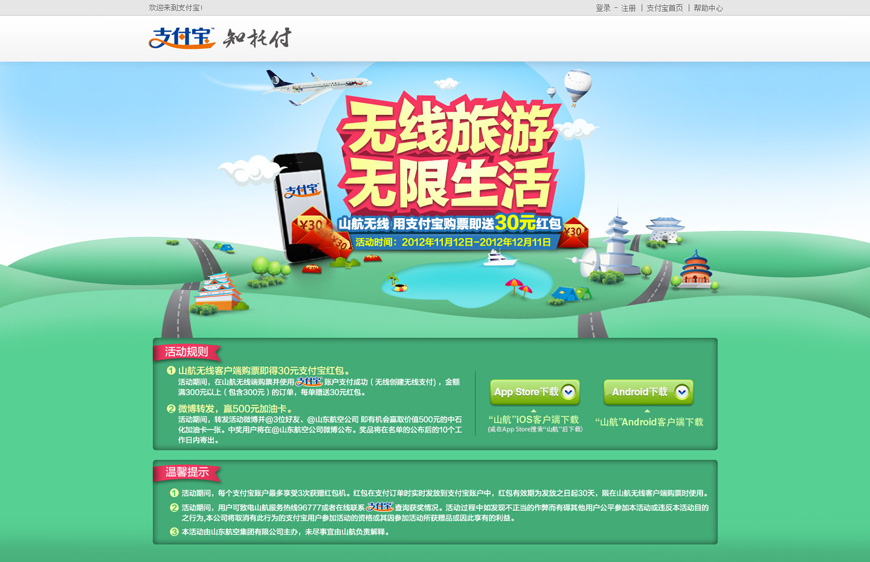 欢迎来到支付宝!
登录 - 注册 | 支付宝首页 | 帮助中心
支付宝 知托付
无线旅游
无限生活
支付宝
山航无线 用支付宝购票即送30元红包
¥30
¥30
¥30
活动时间：2012年11月12日-2012年12月11日
活动规则
1 山航无线客户端购票即得30元支付宝红包。
活动期间，在山航无线端购票并使用支付宝账户支付成功（无线创建无线支付），金额
满300元以上（包含300元）的订单，每单赠送30元红包。
2 微博转发，赢500元加油卡。
活动期间，转发活动微博并@3位好友、@山东航空公司 即有机会赢取价值500元的中石
化加油卡一张。中奖用户将在@山东航空公司微博公布。奖品将在名单的公布后的10个工
作日内寄出。
App Store下载
“山航”iOS客户端下载
(或在App Store搜索“山航”后下载)
Android下载
“山航”Android客户端下载
温馨提示
1 活动期间，每个支付宝账户最多享受3次获赠红包机。红包在支付订单时实时发放到支付宝账户中，红包有效期为发放之日起30天，限在山航无线客户端购票时使用。
2 活动期间，用户可致电山航服务热线96777或者在线联系支付宝查询获奖情况。活动过程中如发现不正当的作弊而有得其他用户公平参加本活动或违反本活动目的
之行为,本公司将取消有此行为的支付宝用户参加活动的资格或其因参加活动所获赠品或因此享有的利益。
3 本活动由山东航空集团有限公司主办，未尽事宜由山航负责解释。